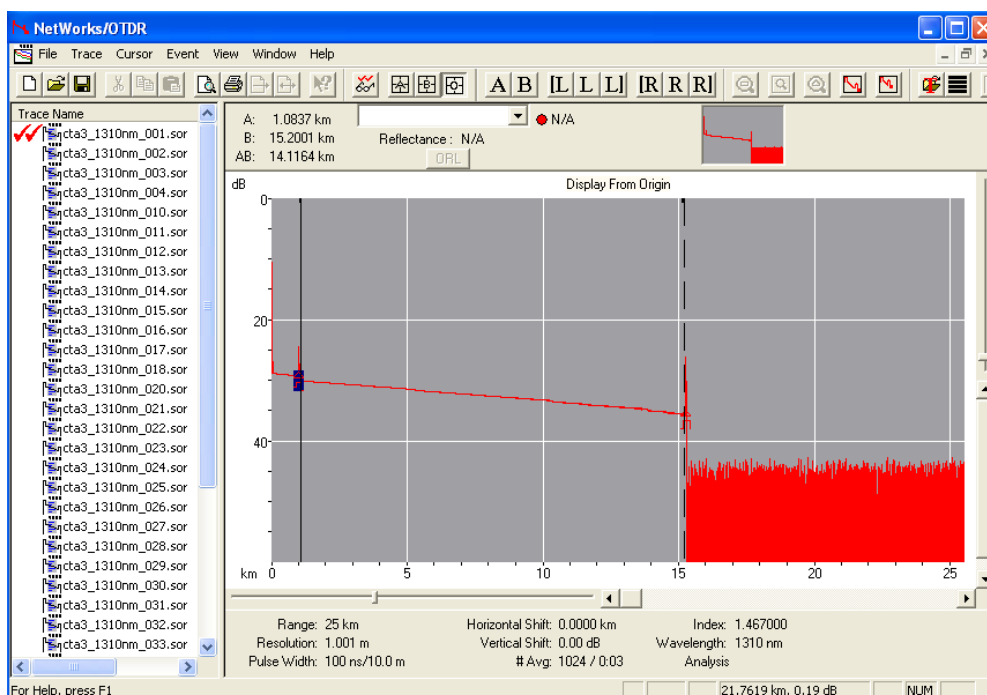 NetWorks/OTDR
File Trace Cursor Event View Window Help
A B [L L L] [R R R]
Trace Name
cta3_1310nm_001.sor
cta3_1310nm_002.sor
cta3_1310nm_003.sor
cta3_1310nm_004.sor
cta3_1310nm_010.sor
cta3_1310nm_011.sor
cta3_1310nm_012.sor
cta3_1310nm_013.sor
cta3_1310nm_014.sor
cta3_1310nm_015.sor
cta3_1310nm_016.sor
cta3_1310nm_017.sor
cta3_1310nm_018.sor
cta3_1310nm_020.sor
cta3_1310nm_021.sor
cta3_1310nm_022.sor
cta3_1310nm_023.sor
cta3_1310nm_024.sor
cta3_1310nm_025.sor
cta3_1310nm_026.sor
cta3_1310nm_027.sor
cta3_1310nm_028.sor
cta3_1310nm_029.sor
cta3_1310nm_030.sor
cta3_1310nm_031.sor
cta3_1310nm_032.sor
cta3_1310nm_033.sor
A: 1.0837 km N/A
B: 15.2001 km Reflectance : N/A
AB: 14.1164 km ORL
dB Display From Origin
0
20
40
km 0 5 10 15 20 25
Range: 25 km Horizontal Shift: 0.0000 km Index: 1.467000
Resolution: 1.001 m Vertical Shift: 0.00 dB Wavelength: 1310 nm
Pulse Width: 100 ns/10.0 m # Avg: 1024 / 0:03 Analysis
For Help, press F1 21.7619 km, 0.19 dB NUM